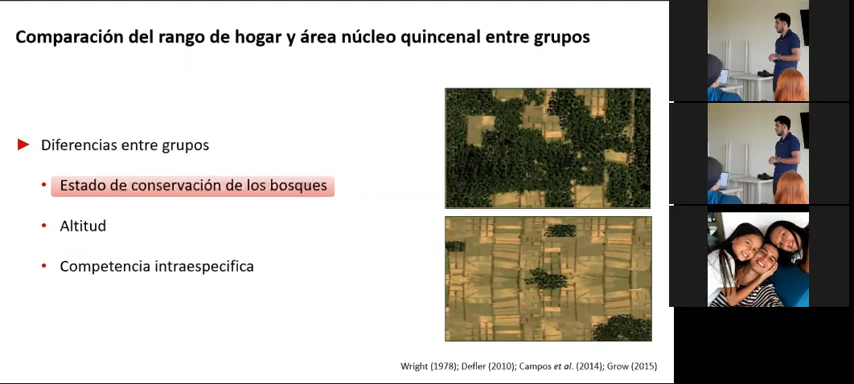 Comparación del rango de hogar y área núcleo quincenal entre grupos
Diferencias entre grupos
Estado de conservación de los bosques
Altitud
Competencia intraespecifica
Wright (1978); Defler (2010); Campos et al. (2014); Grow (2015)